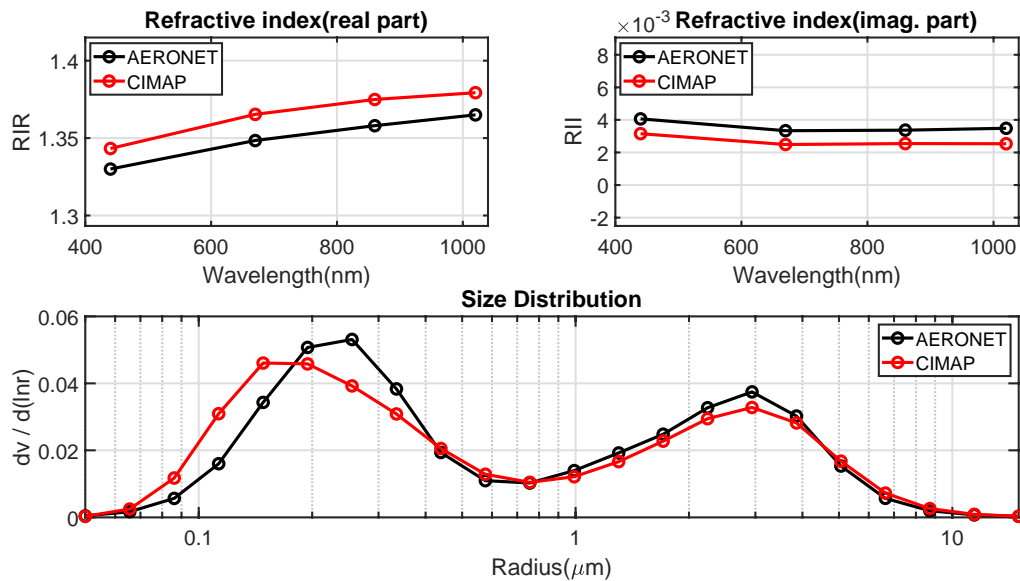 Refractive index(real part)
1.4
1.35
1.3
RIR
AERONET
CIMAP
400
600
800
1000
Wavelength(nm)
×10⁻³
Refractive index(imag. part)
8
6
4
2
0
-2
RII
AERONET
CIMAP
400
600
800
1000
Wavelength(nm)
Size Distribution
0.06
0.04
0.02
0
dv / d(lnr)
AERONET
CIMAP
0.1
1
10
Radius(μm)